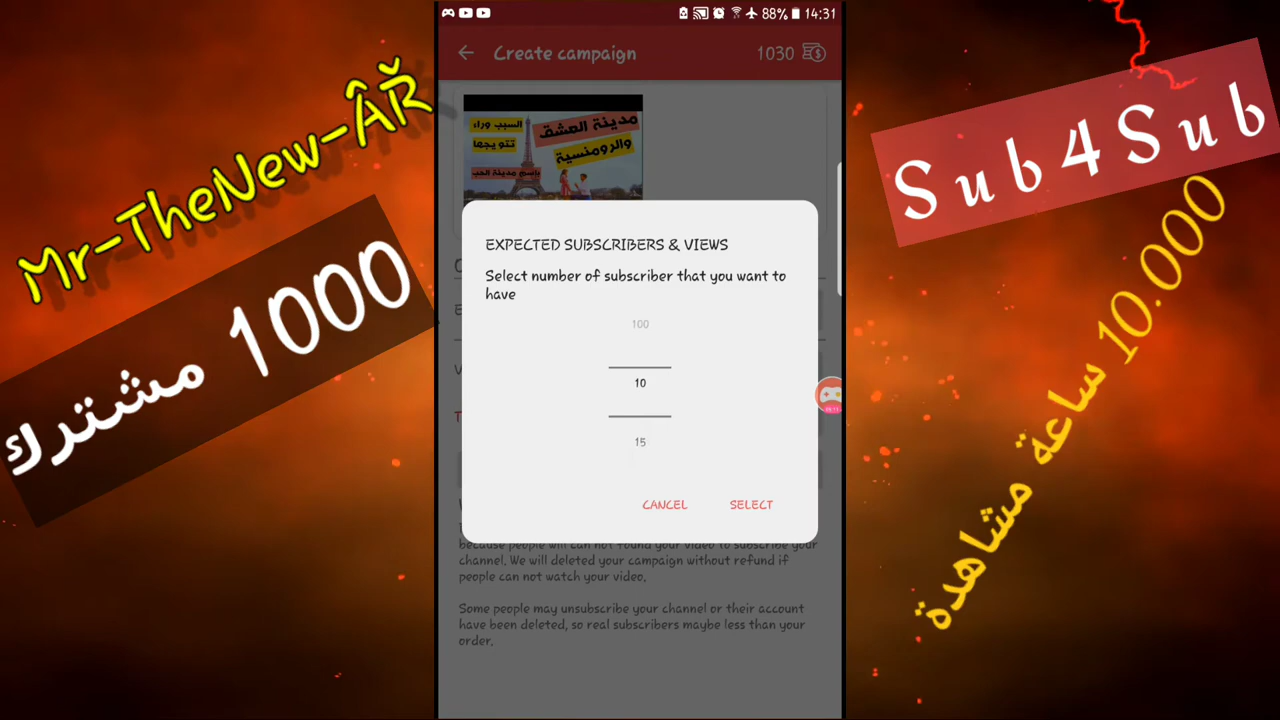 88% 14:31
Create campaign
1030
السبب وراء
تتويجها
بإسم مدينة الحب
مدينة العشق
والرومنسية
EXPECTED SUBSCRIBERS & VIEWS
Select number of subscriber that you want to
have
100
10
15
CANCEL
SELECT
because people will can not found your video to subscribe your
channel. We will deleted your campaign without refund if
people can not watch your video,
Some people may unsubscribe your channel or their account
have been deleted, so real subscribers maybe less than your
order,
Mr-TheNew-ÂŘ
1000 مشترك
Sub4Sub
10.000 ساعة مشاهدة